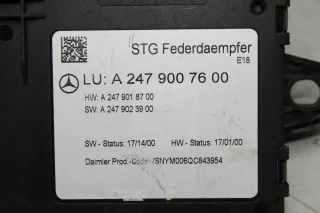 STG Federdaempfer
E18
LU: A 247 900 76 00
HW: A 247 901 87 00
SW: A 247 902 39 00
SW - Status: 17/14/00 HW - Status: 17/01/00
Daimler Prod.-Code: /SNYM006QC843954